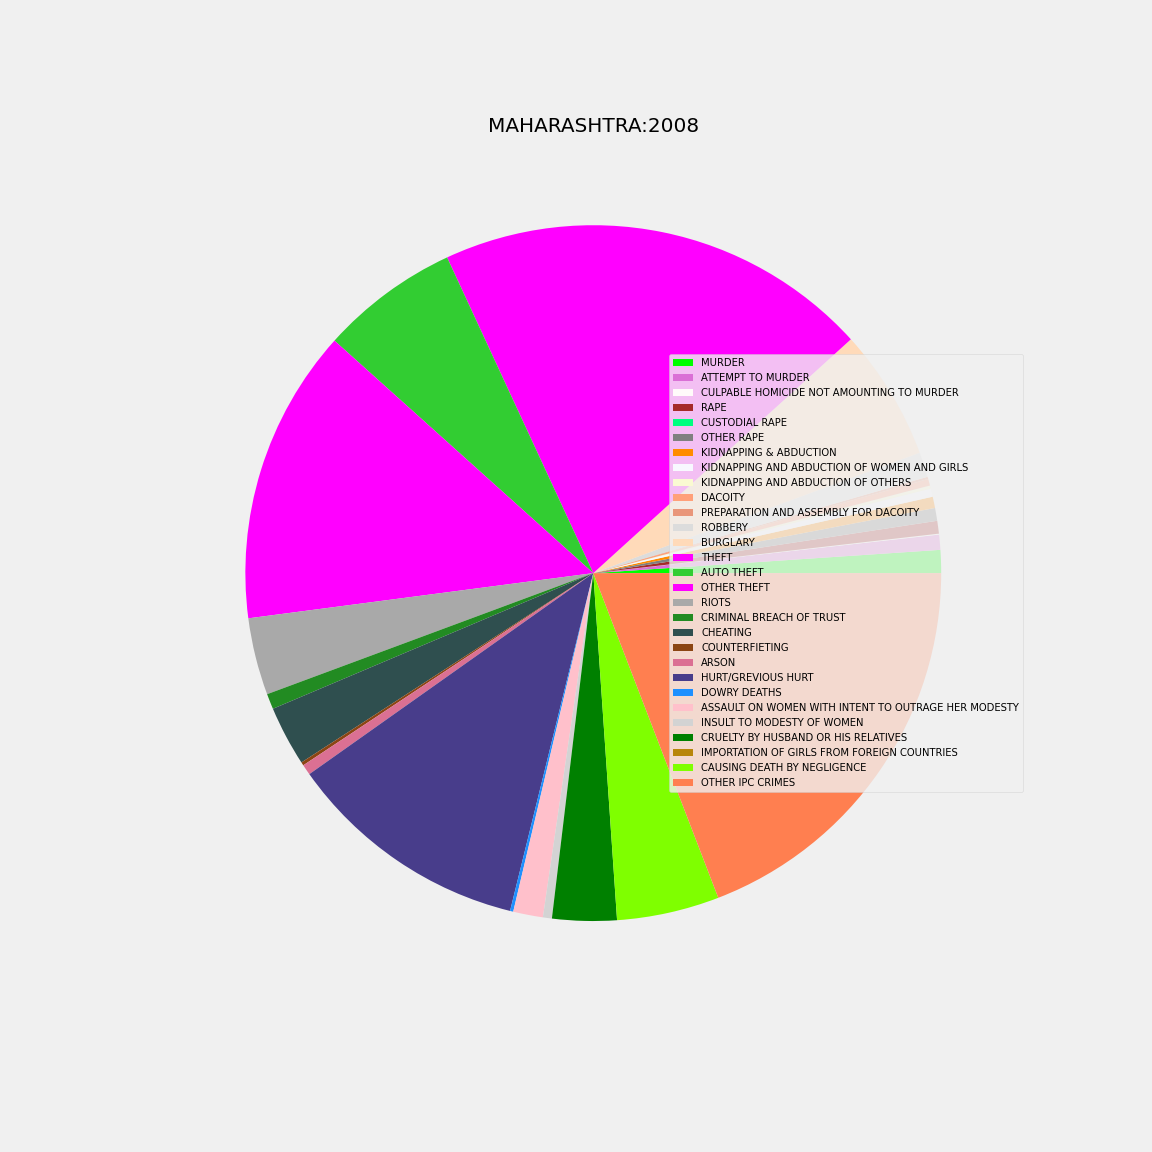 MAHARASHTRA:2008
MURDER
ATTEMPT TO MURDER
CULPABLE HOMICIDE NOT AMOUNTING TO MURDER
RAPE
CUSTODIAL RAPE
OTHER RAPE
KIDNAPPING & ABDUCTION
KIDNAPPING AND ABDUCTION OF WOMEN AND GIRLS
KIDNAPPING AND ABDUCTION OF OTHERS
DACOITY
PREPARATION AND ASSEMBLY FOR DACOITY
ROBBERY
BURGLARY
THEFT
AUTO THEFT
OTHER THEFT
RIOTS
CRIMINAL BREACH OF TRUST
CHEATING
COUNTERFIETING
ARSON
HURT/GREVIOUS HURT
DOWRY DEATHS
ASSAULT ON WOMEN WITH INTENT TO OUTRAGE HER MODESTY
INSULT TO MODESTY OF WOMEN
CRUELTY BY HUSBAND OR HIS RELATIVES
IMPORTATION OF GIRLS FROM FOREIGN COUNTRIES
CAUSING DEATH BY NEGLIGENCE
OTHER IPC CRIMES